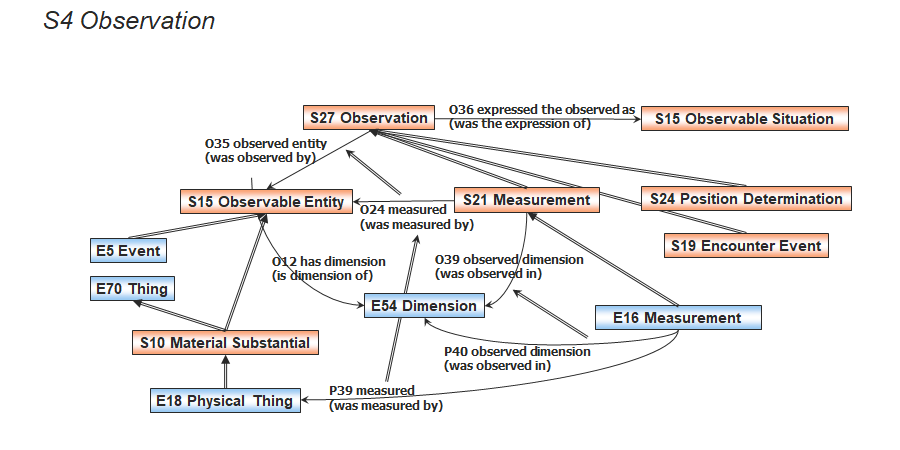 S4 Observation
S27 Observation
O36 expressed the observed as
(was the expression of)
S15 Observable Situation
O35 observed entity
(was observed by)
S15 Observable Entity
O24 measured
(was measured by)
S21 Measurement
S24 Position Determination
S19 Encounter Event
E5 Event
E70 Thing
O12 has dimension
(is dimension of)
O39 observed dimension
(was observed in)
E54 Dimension
E16 Measurement
S10 Material Substantial
P40 observed dimension
(was observed in)
E18 Physical Thing
P39 measured
(was measured by)